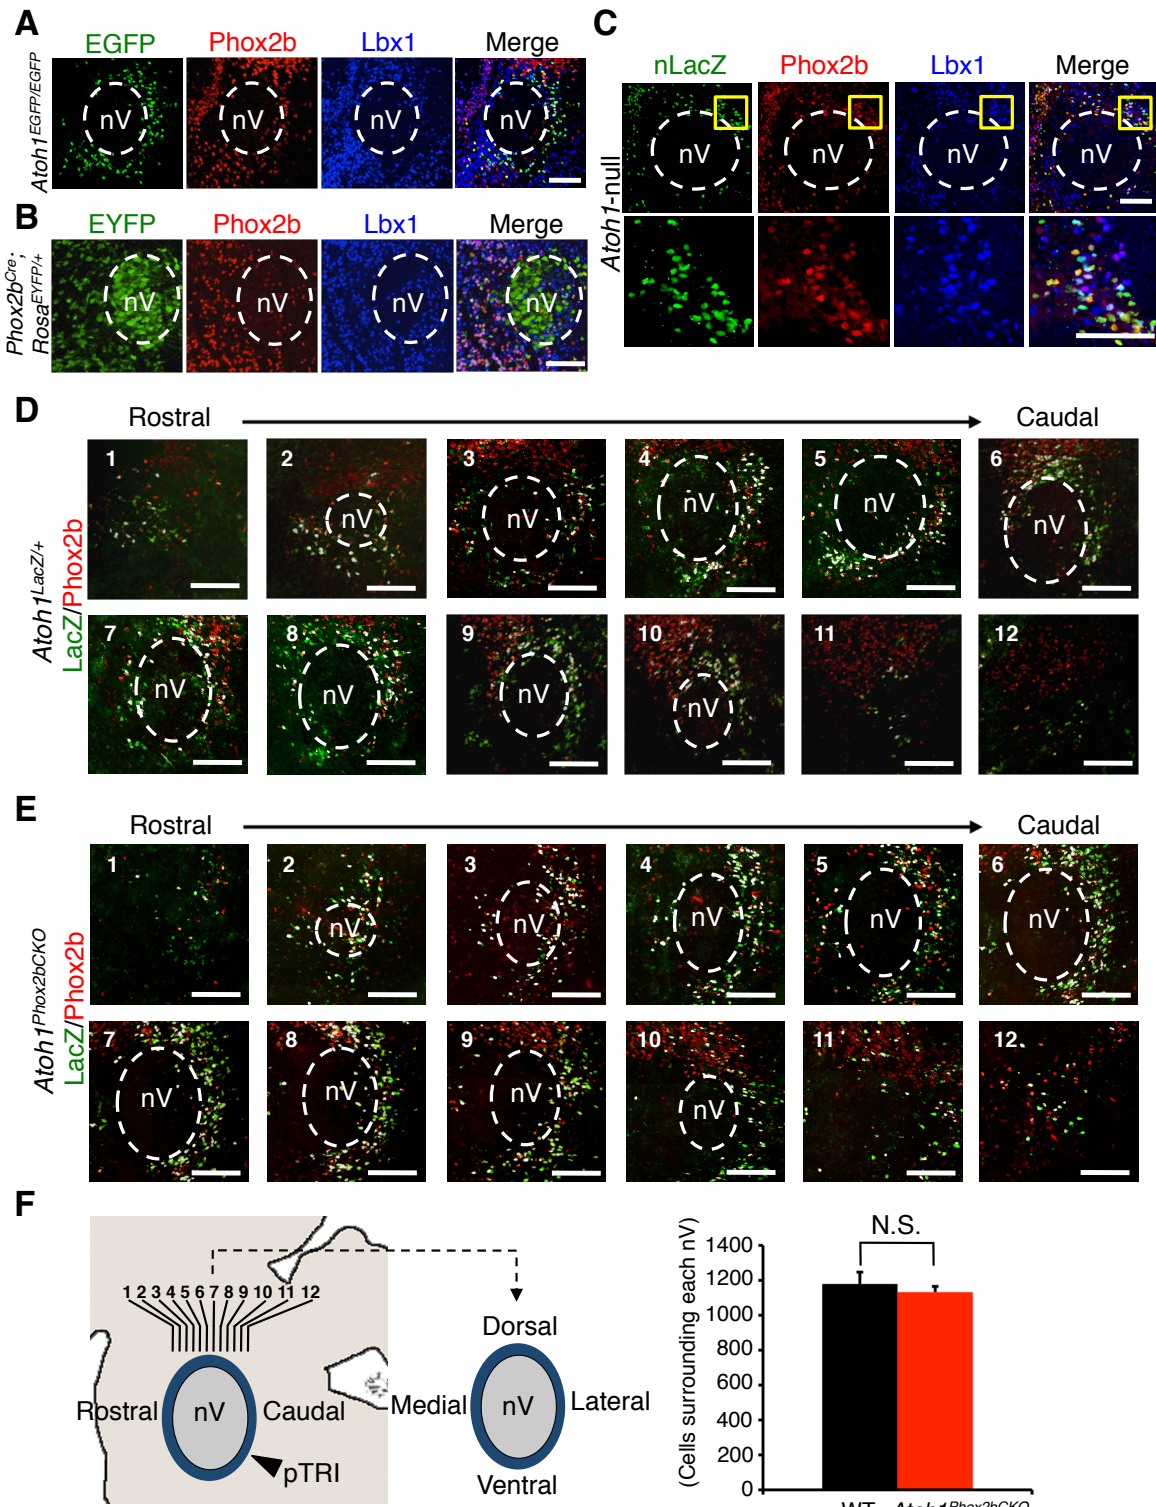 A
EGFP Phox2b Lbx1 Merge
Atoh1EGFP/EGFP
nV nV nV nV
B
EYFP Phox2b Lbx1 Merge
Phox2bCre;
RosaEYFP/+
nV nV nV nV
C
nLacZ Phox2b Lbx1 Merge
Atoh1-null
nV nV nV nV
D
Rostral Caudal
Atoh1LacZ/+
LacZ/Phox2b
1 2 3 4 5 6
nV nV nV nV nV
7 8 9 10 11 12
nV nV nV nV
E
Rostral Caudal
Atoh1Phox2bCKO
LacZ/Phox2b
1 2 3 4 5 6
nV nV nV nV nV
7 8 9 10 11 12
nV nV nV nV
F
1 2 3 4 5 6 7 8 9 10 11 12
Rostral nV Caudal
pTRI
Dorsal
Medial nV Lateral
Ventral
N.S.
(Cells surrounding each nV)
1400
1200
1000
800
600
400
200
0
WT Atoh1Phox2bCKO